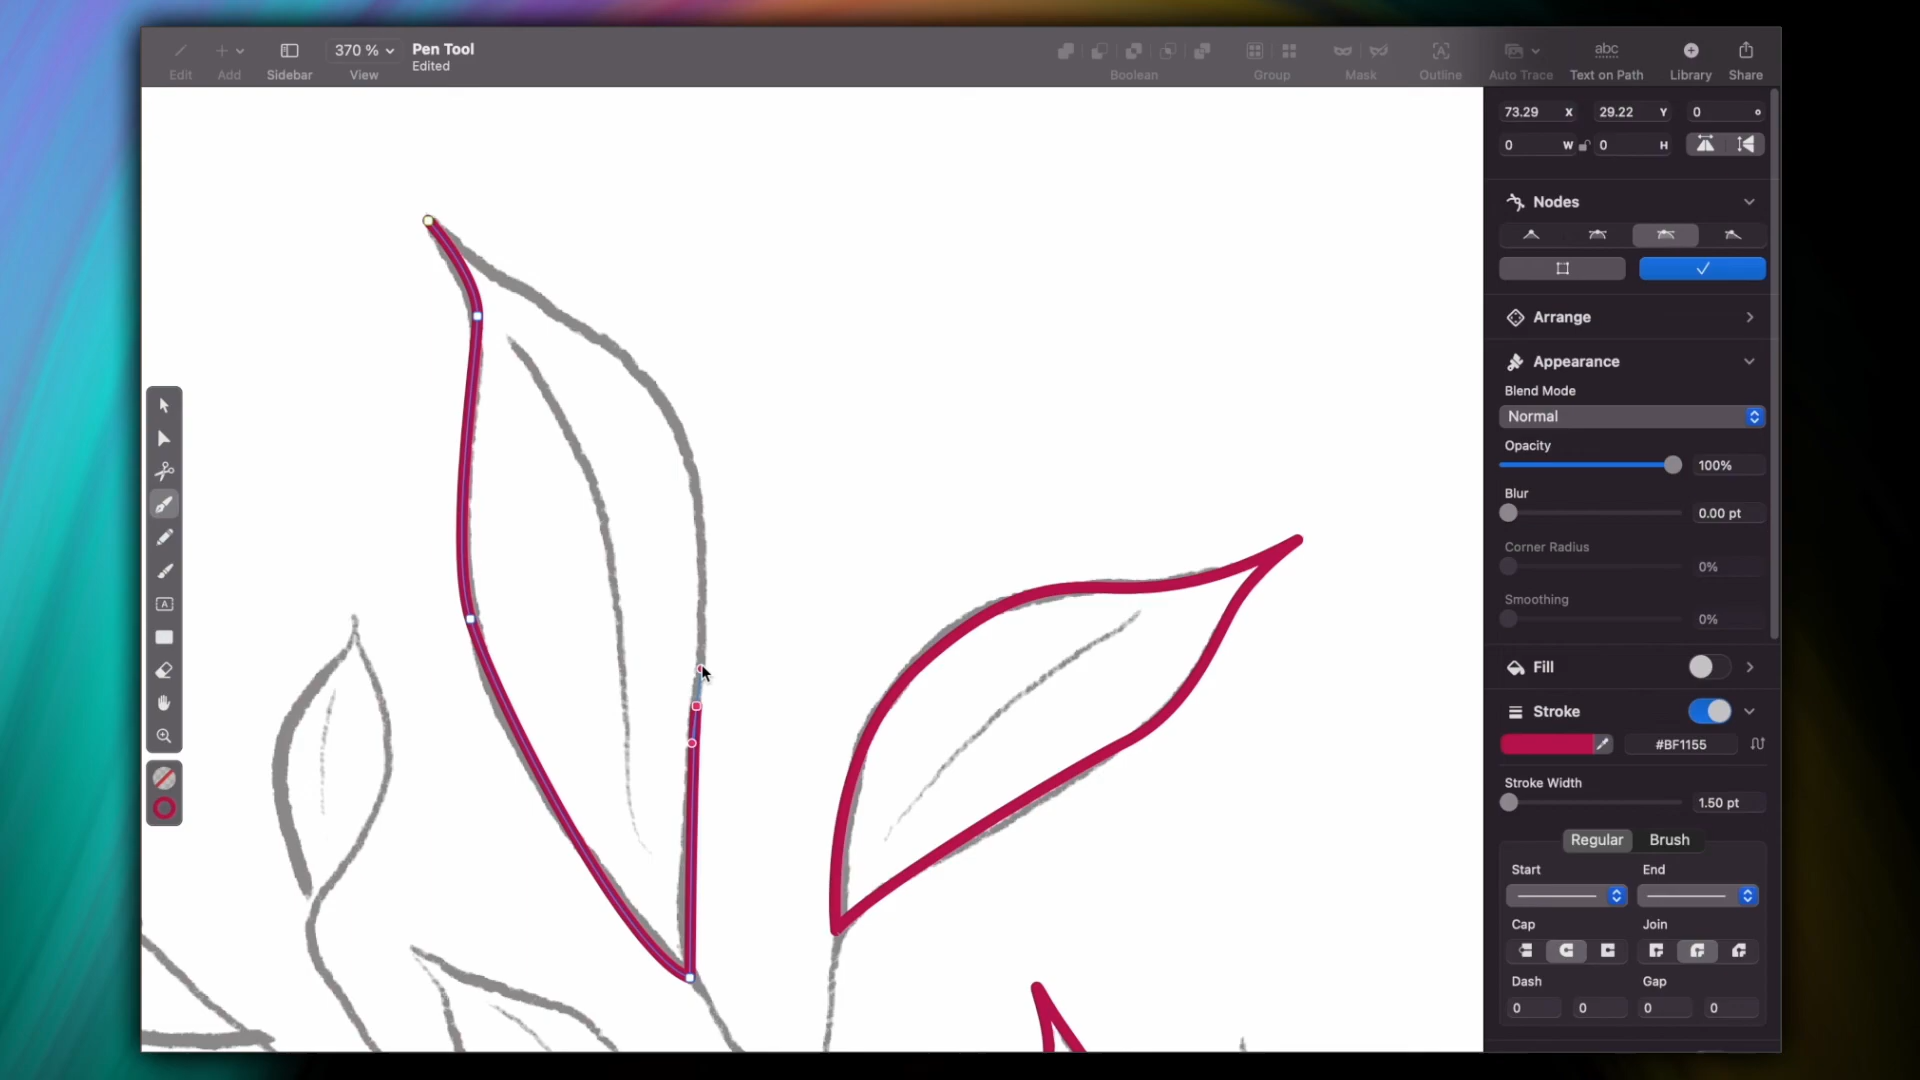 370 %
Pen Tool
Edited
Edit
Add
Sidebar
View
Boolean
Group
Mask
Outline
Auto Trace
abc
Text on Path
Library
Share
73.29 X
29.22 Y
0 °
0 W
0 H
Nodes
Arrange
Appearance
Blend Mode
Normal
Opacity
100%
Blur
0.00 pt
Corner Radius
0%
Smoothing
0%
Fill
Stroke
#BF1155
Stroke Width
1.50 pt
Regular Brush
Start End
Cap Join
Dash Gap
0 0 0 0
A